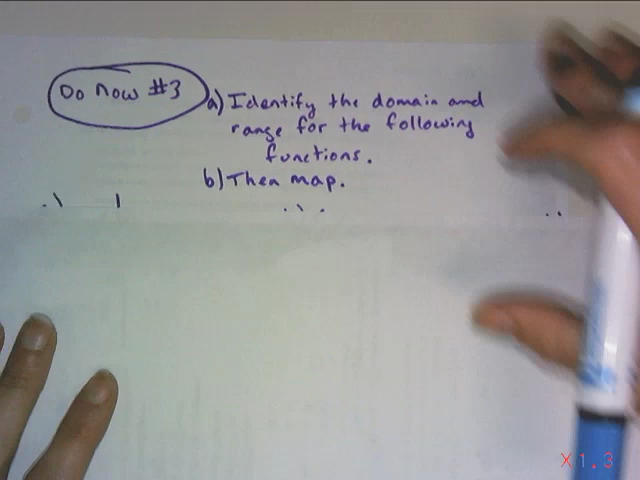 Do Now #3
a) Identify the domain and
range for the following
functions.
b) Then map.
X1.3